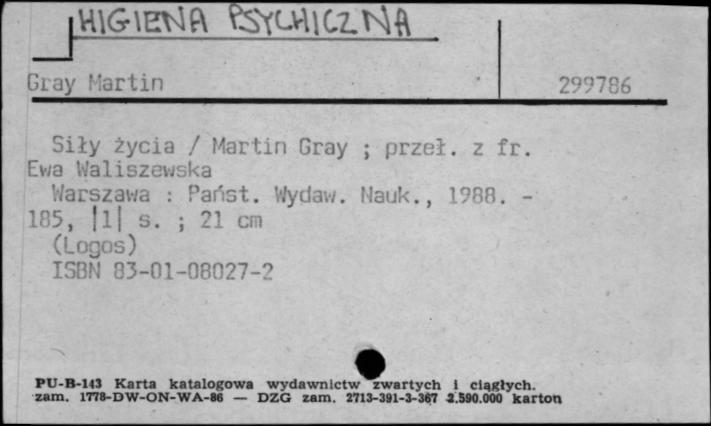 HIGIENA PSYCHICZNA
Gray Martin 299786
Siły życia / Martin Gray ; przeł. z fr.
Ewa Waliszewska
Warszawa : Państ. Wydaw. Nauk., 1988. -
185, |1| s. ; 21 cm
(Logos)
ISBN 83-01-08027-2
PU-B-143 Karta katalogowa wydawnictw zwartych i ciągłych.
zam. 1778-DW-ON-WA-86 — DZG zam. 2713-391-3-367 2.590.000 karton